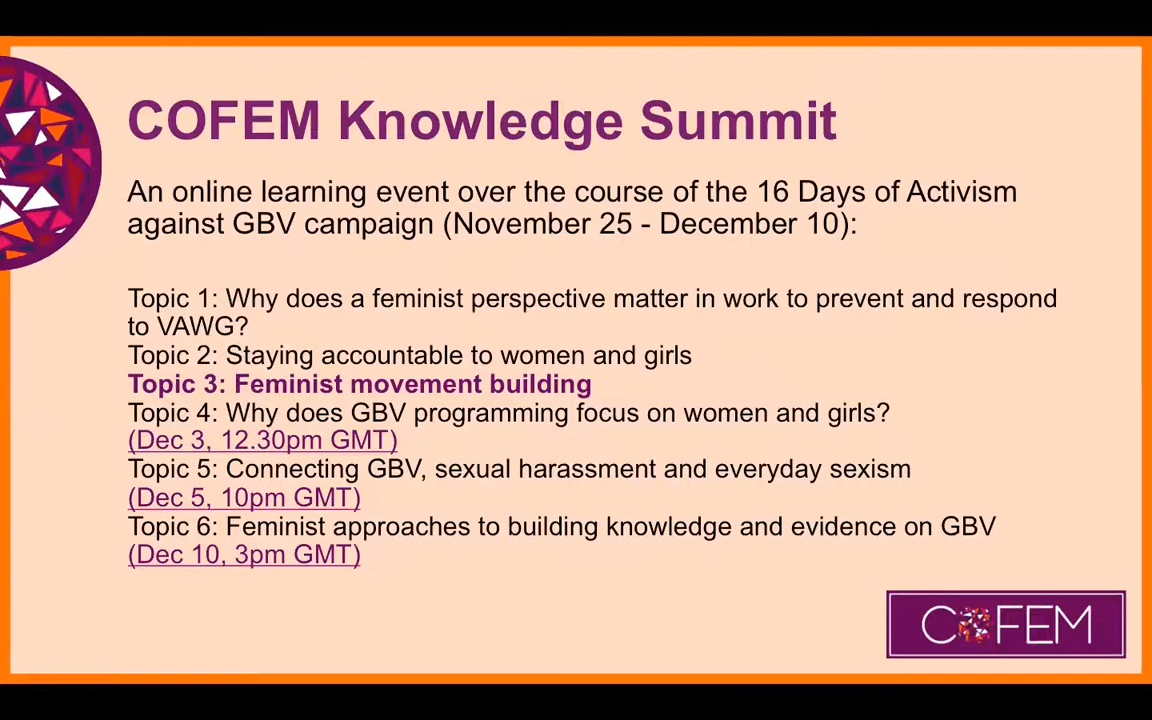 COFEM Knowledge Summit
An online learning event over the course of the 16 Days of Activism
against GBV campaign (November 25 - December 10):
Topic 1: Why does a feminist perspective matter in work to prevent and respond
to VAWG?
Topic 2: Staying accountable to women and girls
Topic 3: Feminist movement building
Topic 4: Why does GBV programming focus on women and girls?
(Dec 3, 12.30pm GMT)
Topic 5: Connecting GBV, sexual harassment and everyday sexism
(Dec 5, 10pm GMT)
Topic 6: Feminist approaches to building knowledge and evidence on GBV
(Dec 10, 3pm GMT)
COFEM